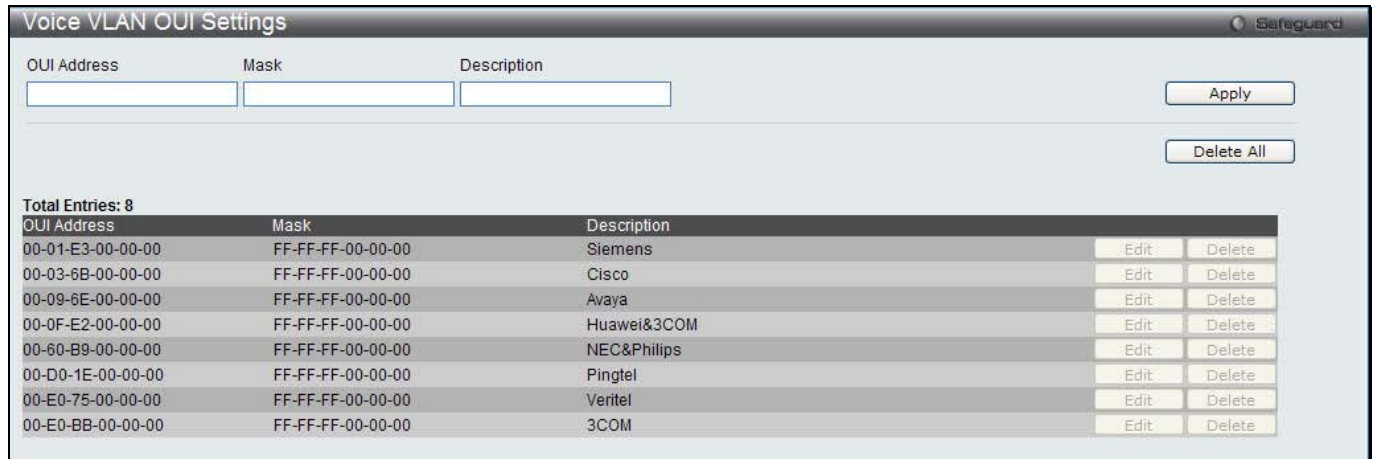 Voice VLAN OUI Settings Safeguard
OUI Address Mask Description
Apply
Delete All
Total Entries: 8
OUI Address Mask Description
00-01-E3-00-00-00 FF-FF-FF-00-00-00 Siemens Edit Delete
00-03-6B-00-00-00 FF-FF-FF-00-00-00 Cisco Edit Delete
00-09-6E-00-00-00 FF-FF-FF-00-00-00 Avaya Edit Delete
00-0F-E2-00-00-00 FF-FF-FF-00-00-00 Huawei&3COM Edit Delete
00-60-B9-00-00-00 FF-FF-FF-00-00-00 NEC&Philips Edit Delete
00-D0-1E-00-00-00 FF-FF-FF-00-00-00 Pingtel Edit Delete
00-E0-75-00-00-00 FF-FF-FF-00-00-00 Veritel Edit Delete
00-E0-BB-00-00-00 FF-FF-FF-00-00-00 3COM Edit Delete